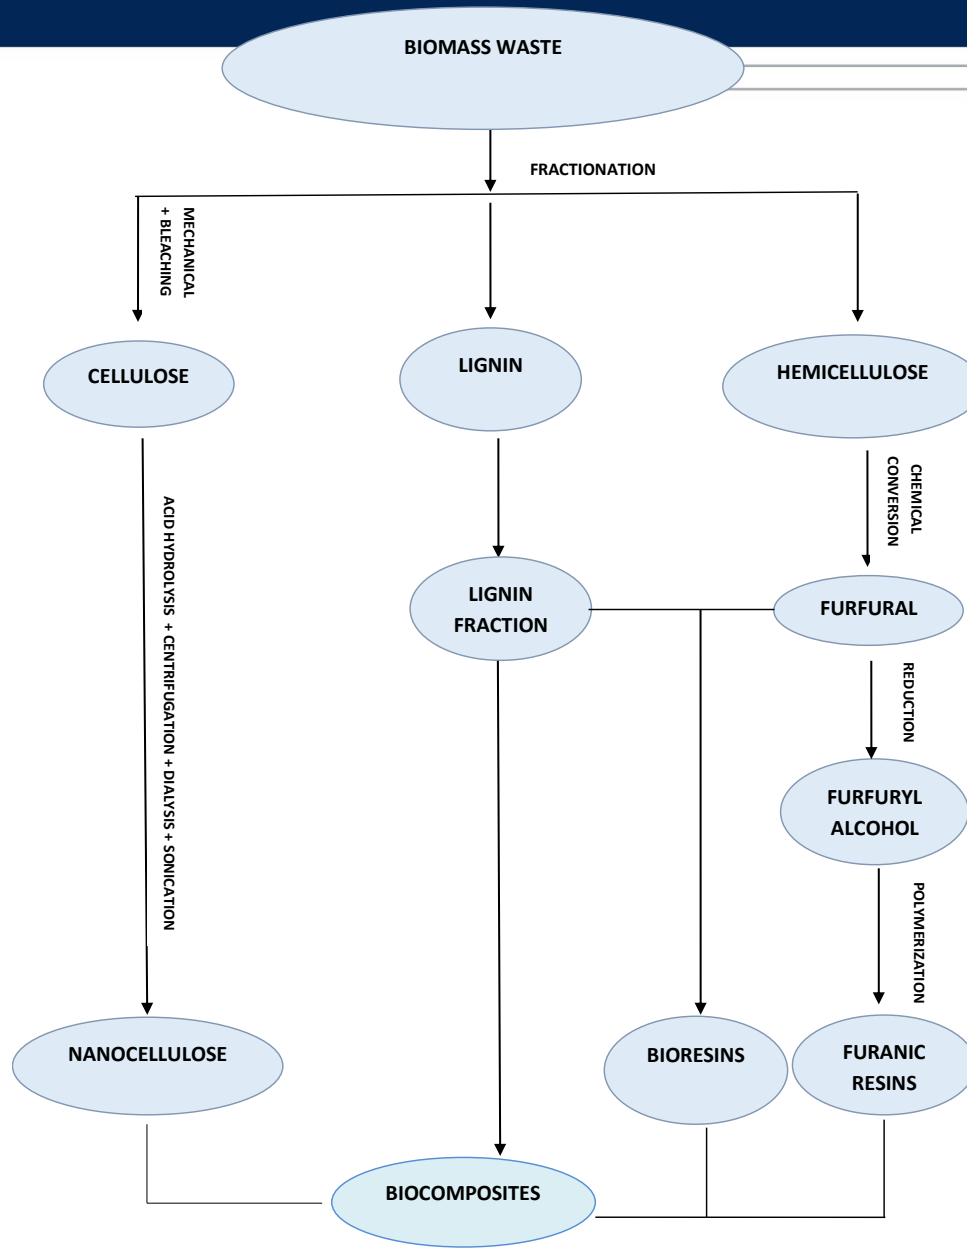 BIOMASS WASTE
FRACTIONATION
MECHANICAL
+ BLEACHING
CELLULOSE
LIGNIN
HEMICELLULOSE
CHEMICAL
CONVERSION
ACID HYDROLYSIS + CENTRIFUGATION + DIALYSIS + SONICATION
LIGNIN
FRACTION
FURFURAL
REDUCTION
FURFURYL
ALCOHOL
POLYMERIZATION
NANOCELLULOSE
BIORESINS
FURANIC
RESINS
BIOCOMPOSITES